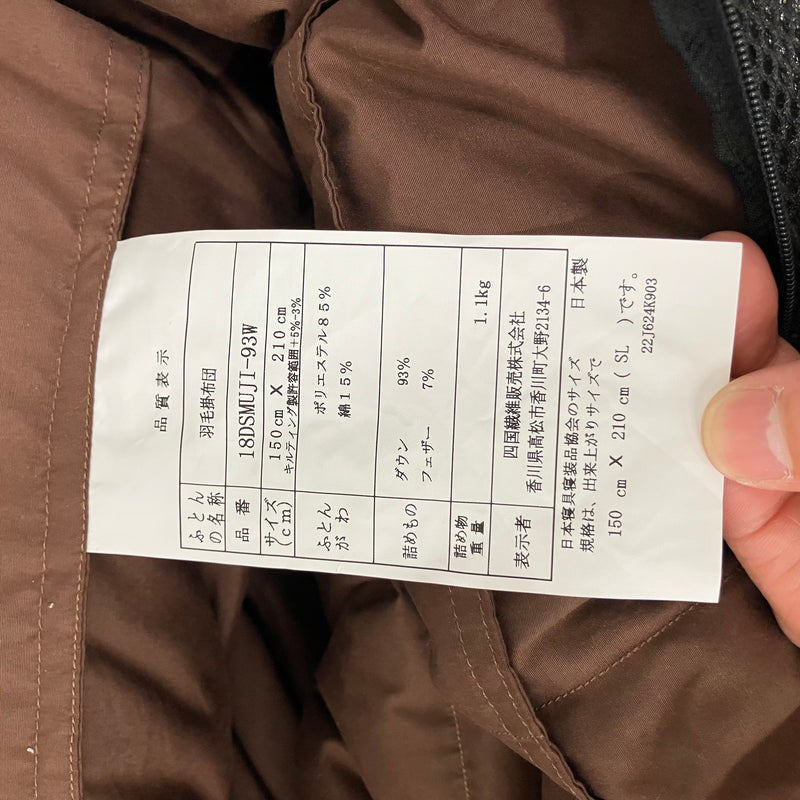 品質表示
ふとんの名称 羽毛掛布団
品番 18DSMUJI-93W
サイズ(cm) 150cm X 210cm
キルティング製許容範囲+5%-3%
ふとんがわ ポリエステル85%
綿15%
詰めもの ダウン 93%
フェザー 7%
詰め物重量 1.1kg
表示者 四国繊維販売株式会社
香川県高松市香川町大野2134-6
日本製
日本寝具寝装品協会のサイズ
規格は、出来上がりサイズで
150 cm X 210 cm ( SL )です。
22J624K903